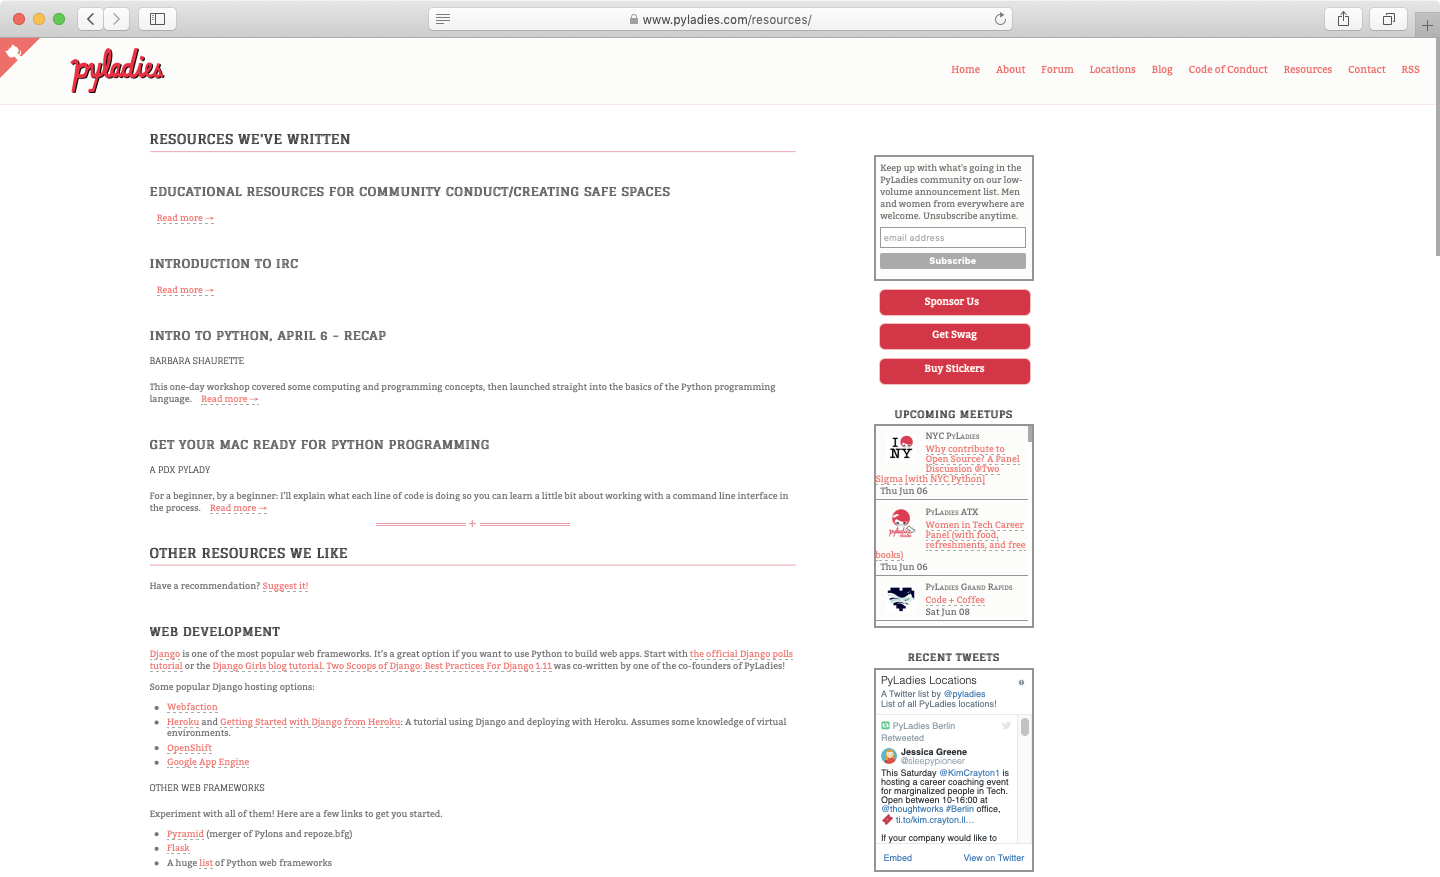 www.pyladies.com/resources/
pyladies
Home About Forum Locations Blog Code of Conduct Resources Contact RSS
RESOURCES WE'VE WRITTEN
EDUCATIONAL RESOURCES FOR COMMUNITY CONDUCT/CREATING SAFE SPACES
Read more →
INTRODUCTION TO IRC
Read more →
INTRO TO PYTHON, APRIL 6 - RECAP
BARBARA SHAURETTE
This one-day workshop covered some computing and programming concepts, then launched straight into the basics of the Python programming
language. Read more →
GET YOUR MAC READY FOR PYTHON PROGRAMMING
A PDX PYLADY
For a beginner, by a beginner: I'll explain what each line of code is doing so you can learn a little bit about working with a command line interface in
the process. Read more →
OTHER RESOURCES WE LIKE
Have a recommendation? Suggest it!
WEB DEVELOPMENT
Django is one of the most popular web frameworks. It's a great option if you want to use Python to build web apps. Start with the official Django polls
tutorial or the Django Girls blog tutorial. Two Scoops of Django: Best Practices For Django 1.11 was co-written by one of the co-founders of PyLadies!
Some popular Django hosting options:
Webfaction
Heroku and Getting Started with Django from Heroku: A tutorial using Django and deploying with Heroku. Assumes some knowledge of virtual
environments.
OpenShift
Google App Engine
OTHER WEB FRAMEWORKS
Experiment with all of them! Here are a few links to get you started.
Pyramid (merger of Pylons and repoze.bfg)
Flask
A huge list of Python web frameworks
Keep up with what's going in the
PyLadies community on our low-
volume announcement list. Men
and women from everywhere are
welcome. Unsubscribe anytime.
email address
Subscribe
Sponsor Us
Get Swag
Buy Stickers
UPCOMING MEETUPS
I NY
NYC PyLadies
Why contribute to
Open Source? A Panel
Discussion @Two
Sigma [with NYC Python]
Thu Jun 06
PyLadies ATX
Women in Tech Career
Panel (with food,
refreshments, and free
books)
Thu Jun 06
PyLadies Grand Rapids
Code + Coffee
Sat Jun 08
RECENT TWEETS
PyLadies Locations
A Twitter list by @pyladies
List of all PyLadies locations!
PyLadies Berlin
Retweeted
Jessica Greene
@sleepypioneer
This Saturday @KimCrayton1 is
hosting a career coaching event
for marginalized people in Tech.
Open between 10-16:00 at
@thoughtworks #Berlin office,
ti.to/kim.crayton.ll…
If your company would like to
Embed View on Twitter